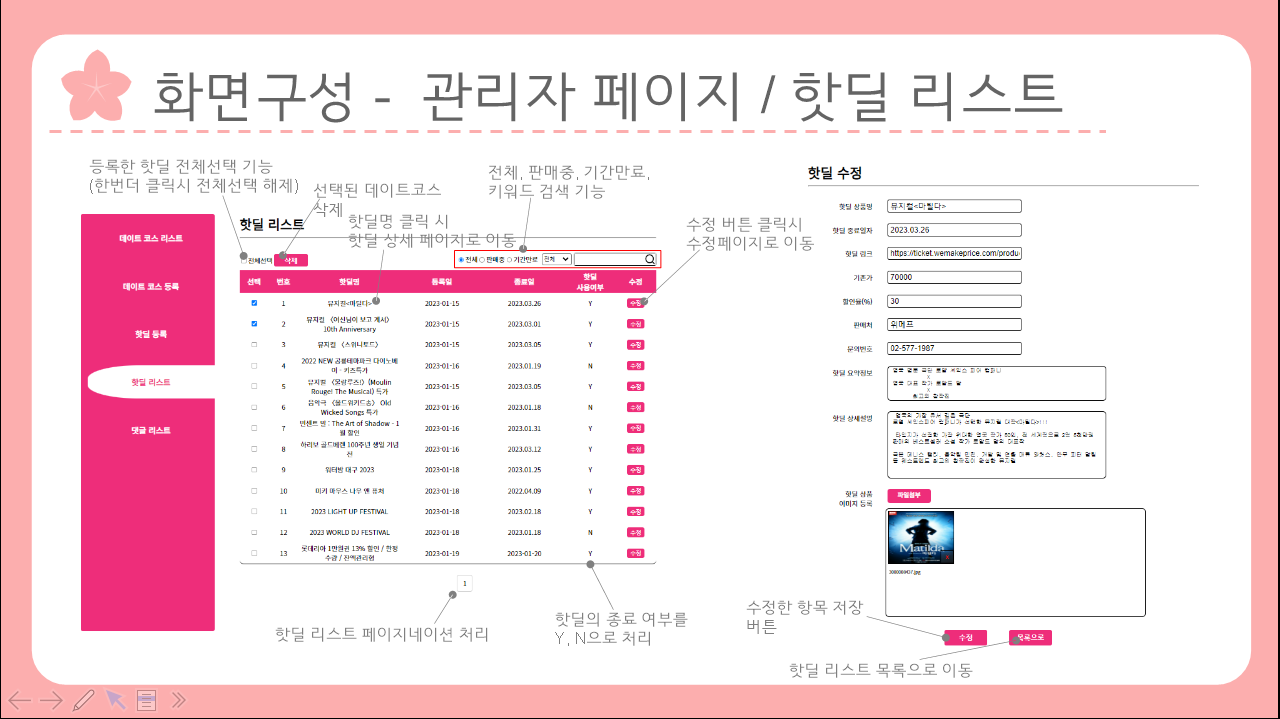 화면구성 - 관리자 페이지 / 핫딜 리스트
등록한 핫딜 전체선택 기능
(한번더 클릭시 전체선택 해제)
선택된 데이트코스
삭제
핫딜명 클릭 시
핫딜 상세 페이지로 이동
전체, 판매중, 기간만료,
키워드 검색 기능
수정 버튼 클릭시
수정페이지로 이동
데이트 코스 리스트
데이트 코스 등록
핫딜 등록
핫딜 리스트
댓글 리스트
핫딜 리스트
전체선택 삭제
전체 판매중 기간만료 전체
선택 번호 핫딜명 등록일 종료일 핫딜 사용여부 수정
1 뮤지컬<마틸다> 2023-01-15 2023.03.26 Y 수정
2 뮤지컬 〈어쩌면 해피엔딩〉 10th Anniversary 2023-01-15 2023.03.01 Y 수정
3 뮤지컬 〈스위니토드〉 2023-01-15 2023.03.05 Y 수정
4 2022 NEW 공룡테마파크 다이노베이 - 키즈특가 2023-01-16 2023.01.19 N 수정
5 뮤지컬 〈물랑루즈!〉 (Moulin Rouge! The Musical) 특가 2023-01-15 2023.03.05 Y 수정
6 음악극 〈올드위키드송〉 Old Wicked Songs 특가 2023-01-16 2023.01.18 N 수정
7 빈센트 발 : The Art of Shadow - 1월 할인 2023-01-16 2023.01.31 Y 수정
8 하리보 골드베렌 100주년 생일 기념전 2023-01-16 2023.03.12 Y 수정
9 워터밤 대구 2023 2023-01-18 2023.01.25 Y 수정
10 미키 마우스 나우 앤 퓨처 2023-01-18 2022.04.09 Y 수정
11 2023 LIGHT UP FESTIVAL 2023-01-18 2023.02.18 Y 수정
12 2023 WORLD DJ FESTIVAL 2023-01-18 2023.01.18 N 수정
13 롯데리아 1만원권 13% 할인 / 한정수량 / 잔액관리형 2023-01-19 2023-01-20 Y 수정
1
핫딜 리스트 페이지네이션 처리
핫딜의 종료 여부를
Y, N으로 처리
핫딜 수정
핫딜 상품명 뮤지컬<마틸다>
핫딜 종료일자 2023.03.26
핫딜 링크 https://ticket.wemakeprice.com/produ
기존가 70000
할인율(%) 30
판매처 위메프
문의번호 02-577-1987
핫딜 요약정보
핫딜 상세설명
핫딜 상품
이미지 등록
파일첨부
Matilda
수정한 항목 저장
버튼
수정 목록으로
핫딜 리스트 목록으로 이동